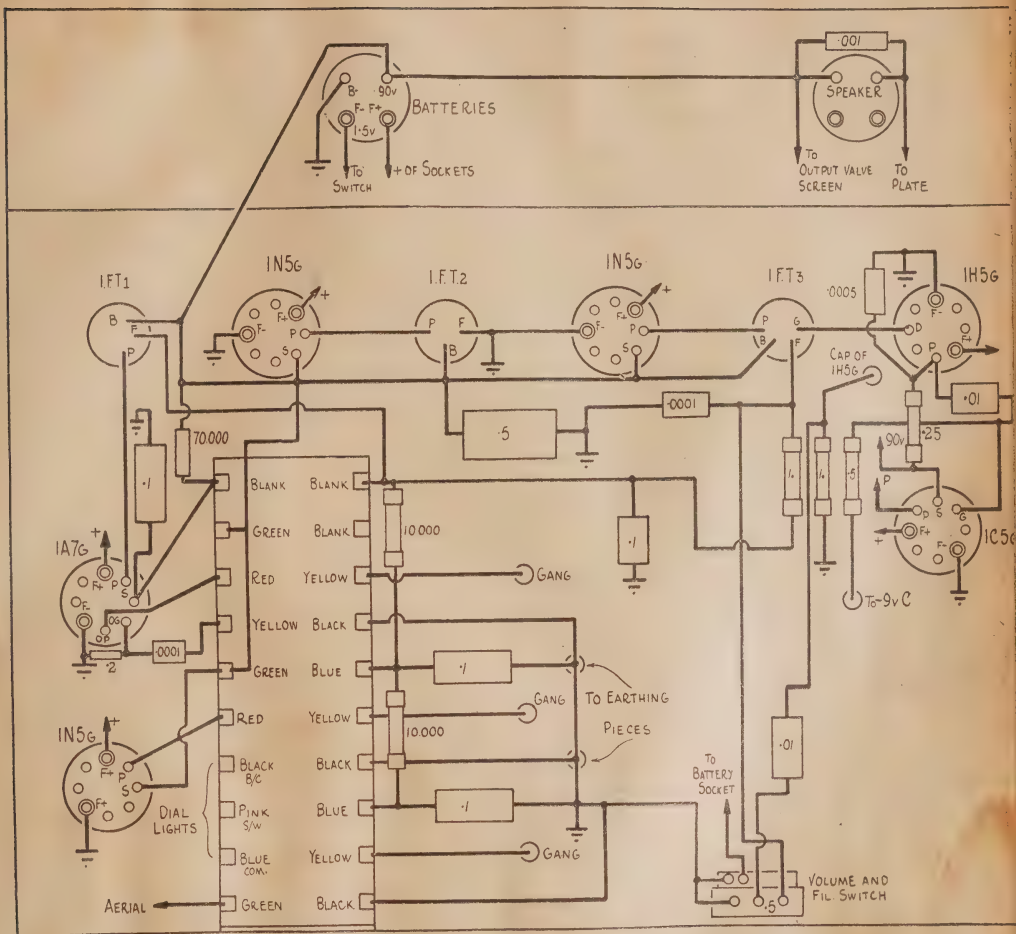 .001
B- 90V
BATTERIES
SPEAKER
F- F+
1.5V
TO SWITCH
+ OF SOCKETS
TO OUTPUT VALVE SCREEN
TO PLATE
I.F.T.1
1N5G
I.F.T.2
1N5G
I.F.T.3
1H5G
.0005
B
F
P
F+
F-
P
S
+
P F
B
F+
F-
P
S
+
P G
B F
D
F-
P
F+
CAP OF 1H5G
.01
70.000
.5
.0001
90V
.25
.1
1.
1.
.5
P
D S G
F+
F-
+
1C5G
BLANK
BLANK
10.000
GREEN
BLANK
.1
1A7G
+
F+ P
S
F-
OP
OG
RED
YELLOW
GANG
TO -9V C
.2
.0001
YELLOW
BLACK
GREEN
BLUE
.1
TO EARTHING PIECES
1N5G
+
F+
P
S
F+
RED
YELLOW
GANG
10.000
.01
BLACK B/C
BLACK
TO BATTERY SOCKET
DIAL LIGHTS
PINK S/W
BLUE
.1
BLUE COM.
YELLOW
GANG
VOLUME AND FIL. SWITCH
.5
AERIAL
GREEN
BLACK